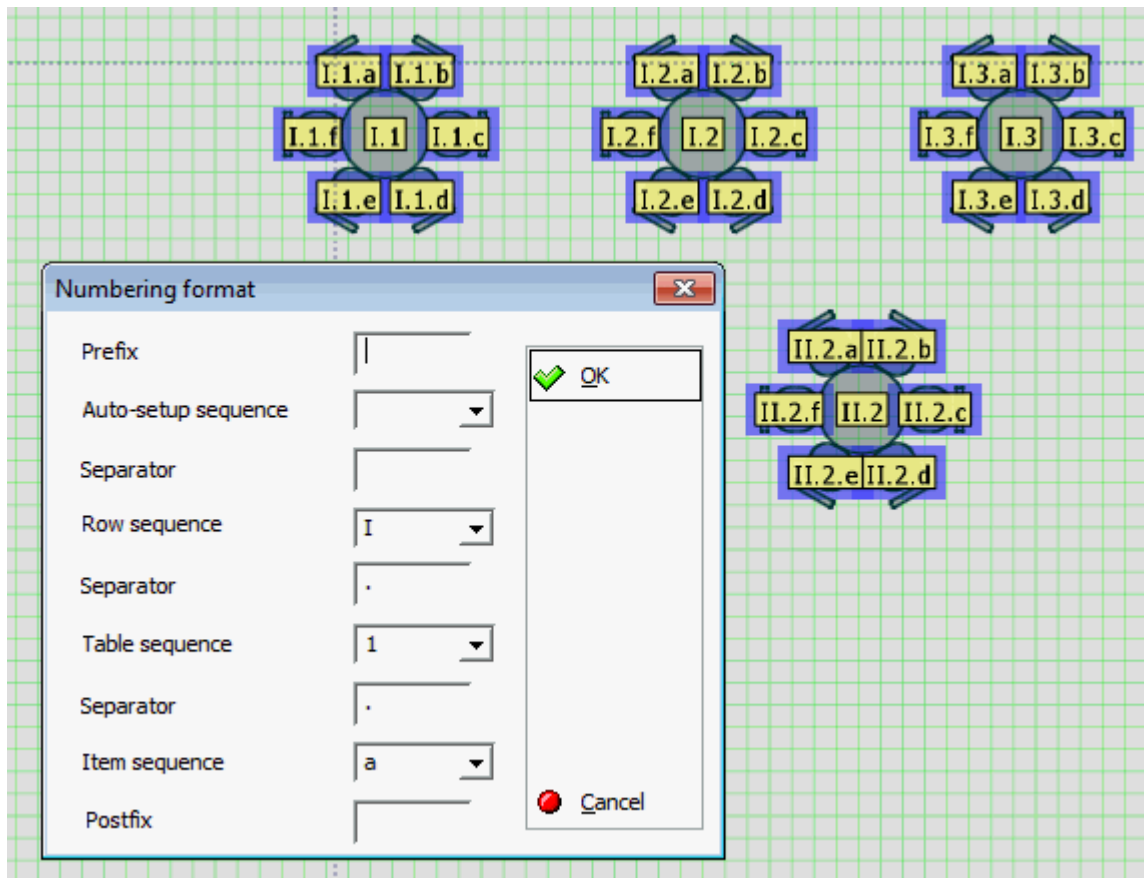 I.1.a I.1.b I.2.a I.2.b I.3.a I.3.b
I.1.f I.1 I.1.c I.2.f I.2 I.2.c I.3.f I.3 I.3.c
I.1.e I.1.d I.2.e I.2.d I.3.e I.3.d
Numbering format
Prefix
OK
Auto-setup sequence
Separator
Row sequence I
Separator .
Table sequence 1
Separator .
Item sequence a
Postfix
Cancel
II.2.a II.2.b
II.2.f II.2 II.2.c
II.2.e II.2.d